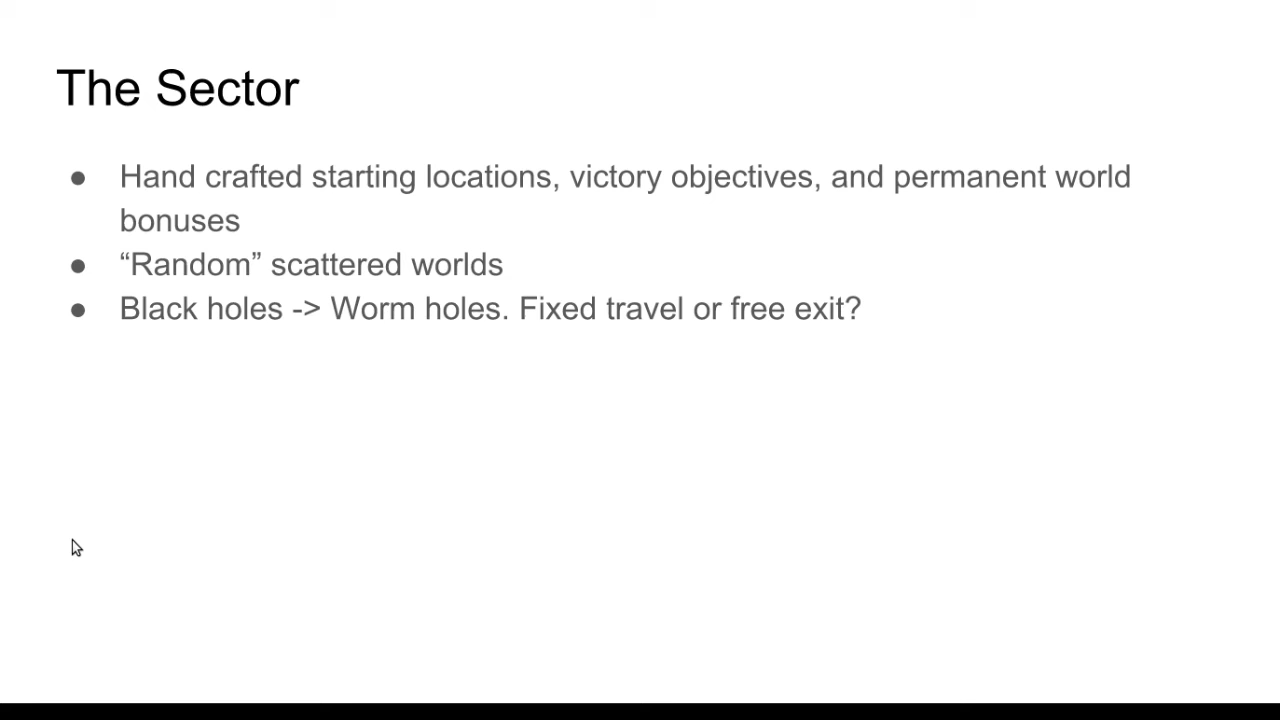 The Sector
● Hand crafted starting locations, victory objectives, and permanent world
bonuses
● “Random” scattered worlds
● Black holes -> Worm holes. Fixed travel or free exit?